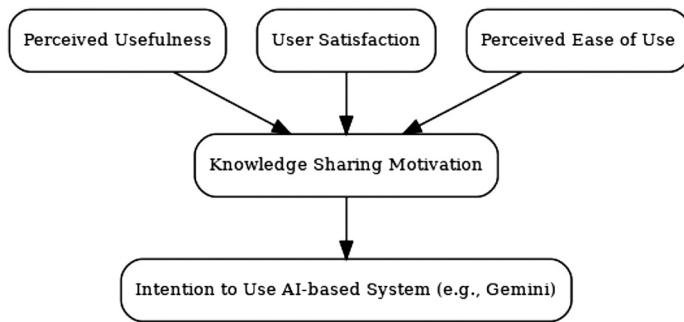 Perceived Usefulness
User Satisfaction
Perceived Ease of Use
Knowledge Sharing Motivation
Intention to Use AI-based System (e.g., Gemini)